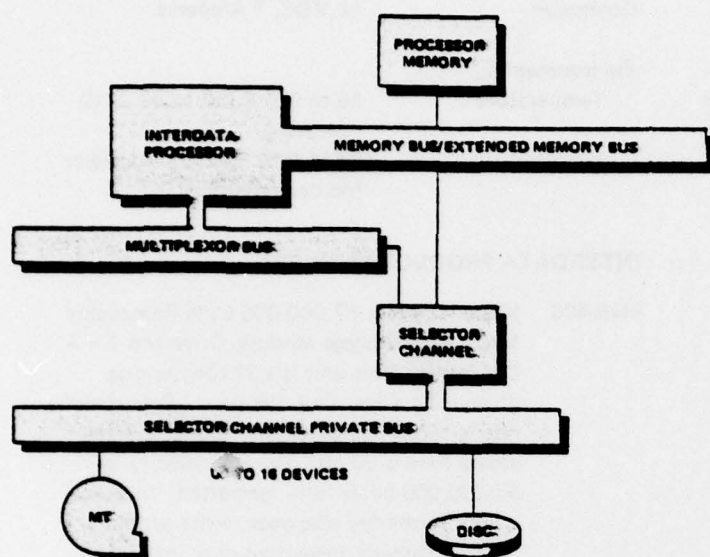 PROCESSOR
MEMORY
INTERDATA
PROCESSOR
MEMORY BUS/EXTENDED MEMORY BUS
MULTIPLEXOR BUS
SELECTOR
CHANNEL
SELECTOR CHANNEL PRIVATE BUS
UP TO 16 DEVICES
MT
DISC